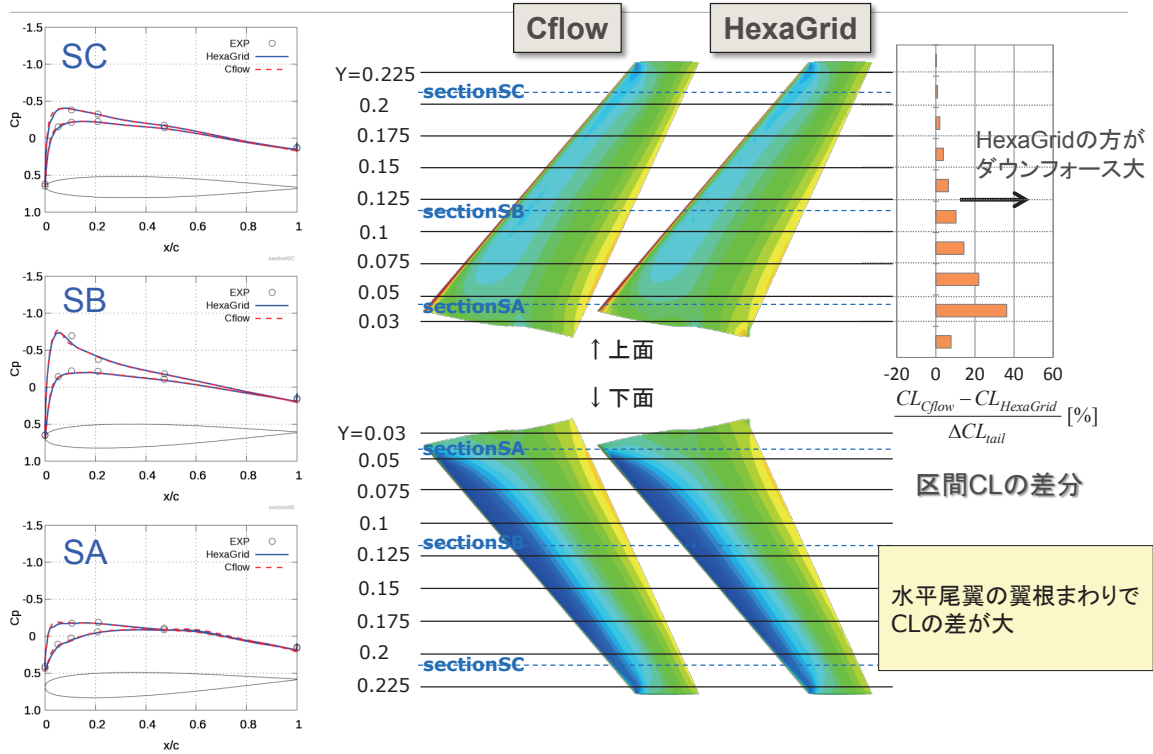 Cflow
HexaGrid
SC
-1.5
-1.0
-0.5
0
0.5
1.0
Cp
EXP
HexaGrid
Cflow
0 0.2 0.4 0.6 0.8 1
x/c
sectionSC
SB
-1.5
-1.0
-0.5
0
0.5
1.0
Cp
EXP
HexaGrid
Cflow
0 0.2 0.4 0.6 0.8 1
x/c
sectionSB
SA
-1.5
-1.0
-0.5
0
0.5
1.0
Cp
EXP
HexaGrid
Cflow
0 0.2 0.4 0.6 0.8 1
x/c
Y=0.225
sectionSC
0.2
0.175
0.15
0.125
sectionSB
0.1
0.075
0.05
sectionSA
0.03
↑上面
↓下面
Y=0.03
sectionSA
0.05
0.075
0.1
sectionSB
0.125
0.15
0.175
0.2
sectionSC
0.225
HexaGridの方が
ダウンフォース大
-20 0 20 40 60
CL_Cflow − CL_HexaGrid
ΔCL_tail [%]
区間CLの差分
水平尾翼の翼根まわりで
CLの差が大